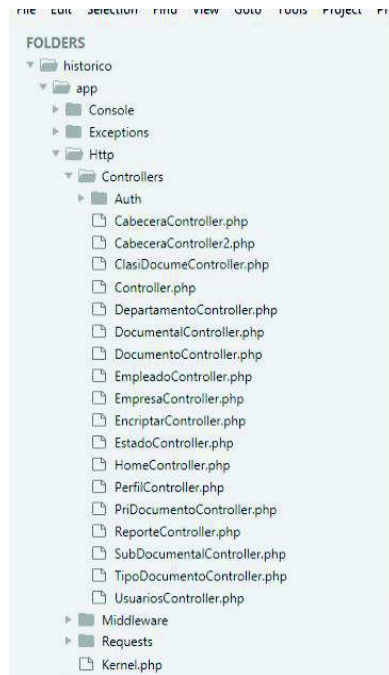 File Edit Selection Find View Goto Tools Project
FOLDERS
historico
app
Console
Exceptions
Http
Controllers
Auth
CabeceraController.php
CabeceraController2.php
ClasiDocumeController.php
Controller.php
DepartamentoController.php
DocumentalController.php
DocumentoController.php
EmpleadoController.php
EmpresaController.php
EncriptarController.php
EstadoController.php
HomeController.php
PerfilController.php
PriDocumentoController.php
ReporteController.php
SubDocumentalController.php
TipoDocumentoController.php
UsuariosController.php
Middleware
Requests
Kernel.php